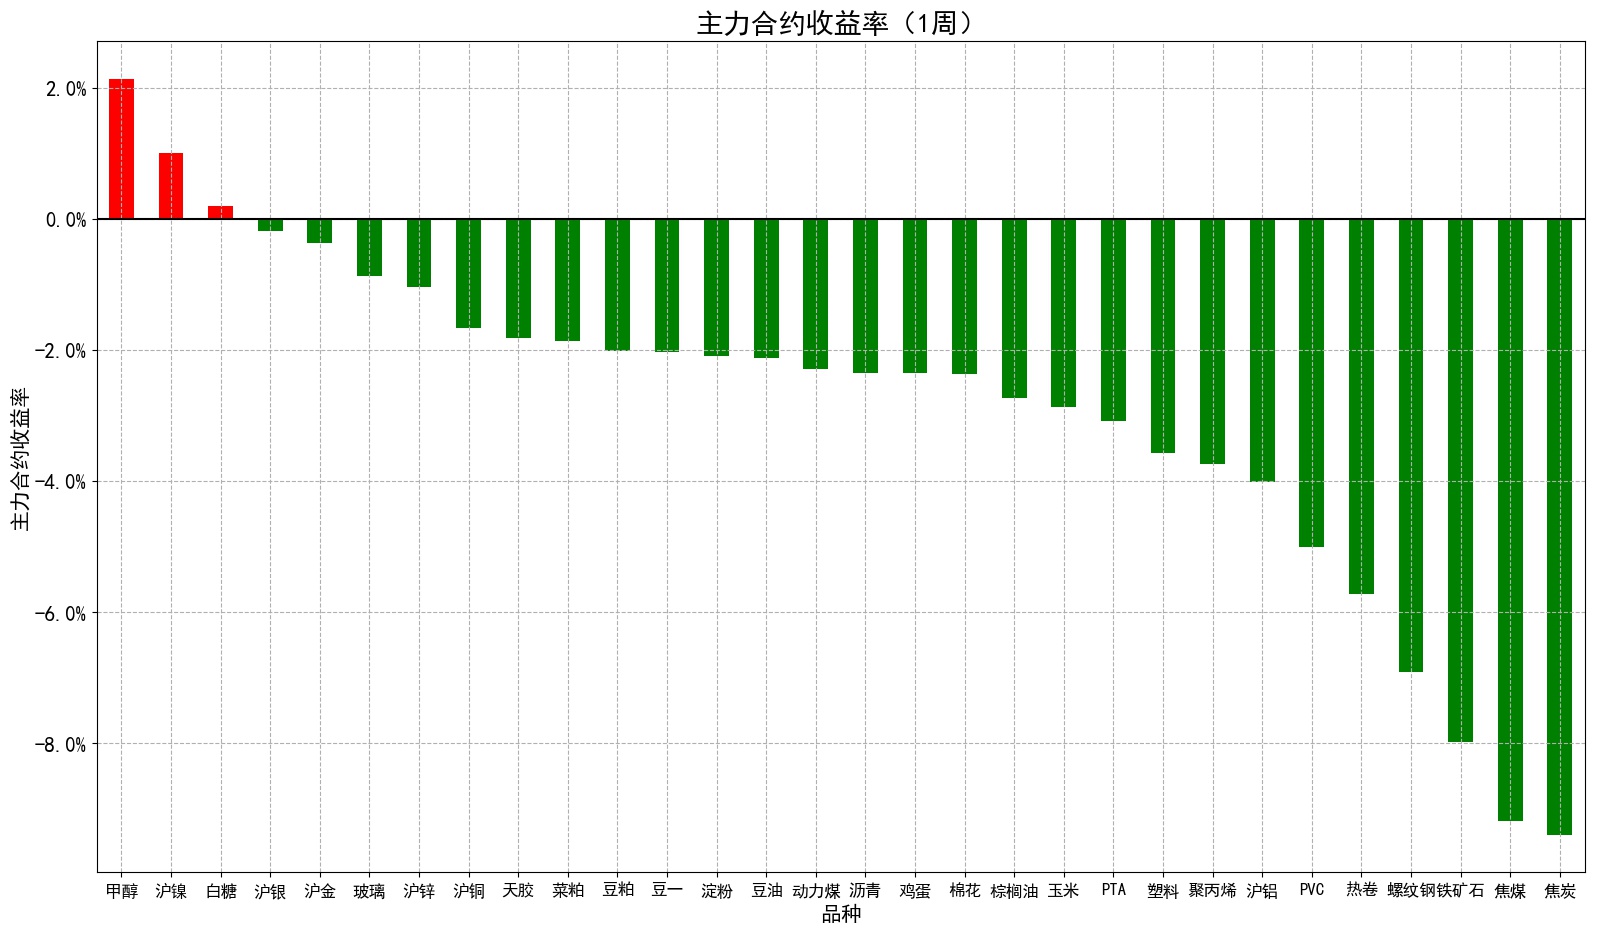 主力合约收益率（1周）
2.0%
0.0%
-2.0%
-4.0%
-6.0%
-8.0%
主力合约收益率
甲醇 沪镍 白糖 沪银 沪金 玻璃 沪锌 沪铜 天胶 菜粕 豆粕 豆一 淀粉 豆油 动力煤 沥青 鸡蛋 棉花 棕榈油 玉米 PTA 塑料 聚丙烯 沪铝 PVC 热卷 螺纹钢 铁矿石 焦煤 焦炭
品种